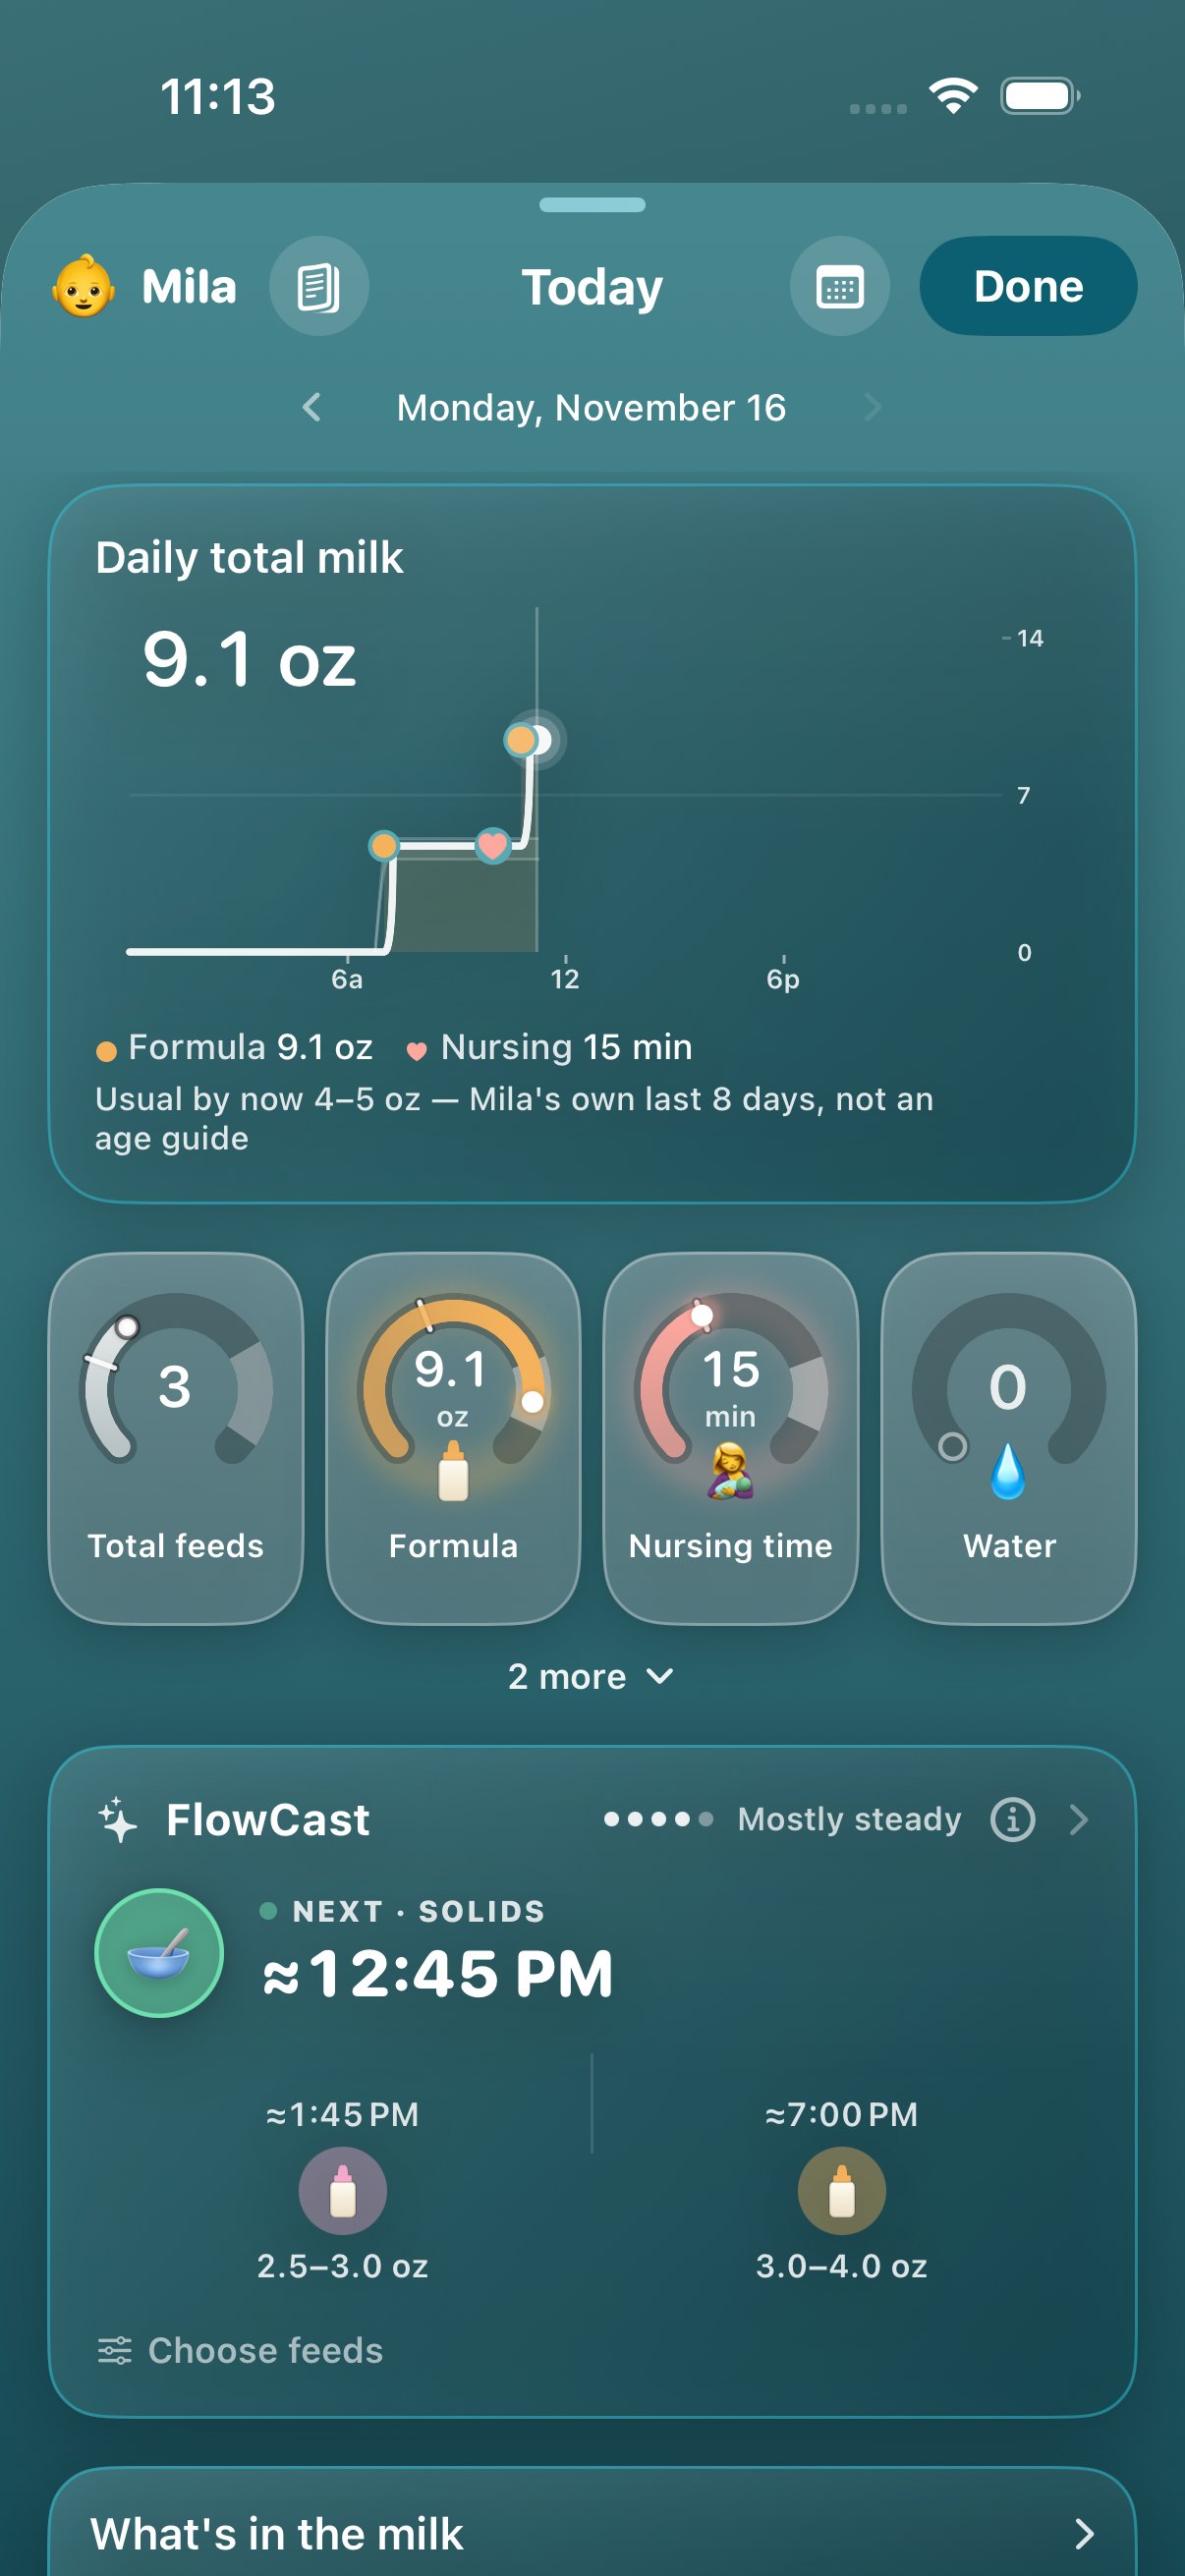 11:13
Mila
Today
Done
Monday, November 16
Daily total milk
9.1 oz
14
7
0
6a
12
6p
Formula 9.1 oz
Nursing 15 min
Usual by now 4–5 oz — Mila's own last 8 days, not an
age guide
3
Total feeds
9.1
oz
Formula
15
min
Nursing time
0
Water
2 more
FlowCast
Mostly steady
NEXT · SOLIDS
≈12:45 PM
≈1:45 PM
2.5–3.0 oz
≈7:00 PM
3.0–4.0 oz
Choose feeds
What's in the milk